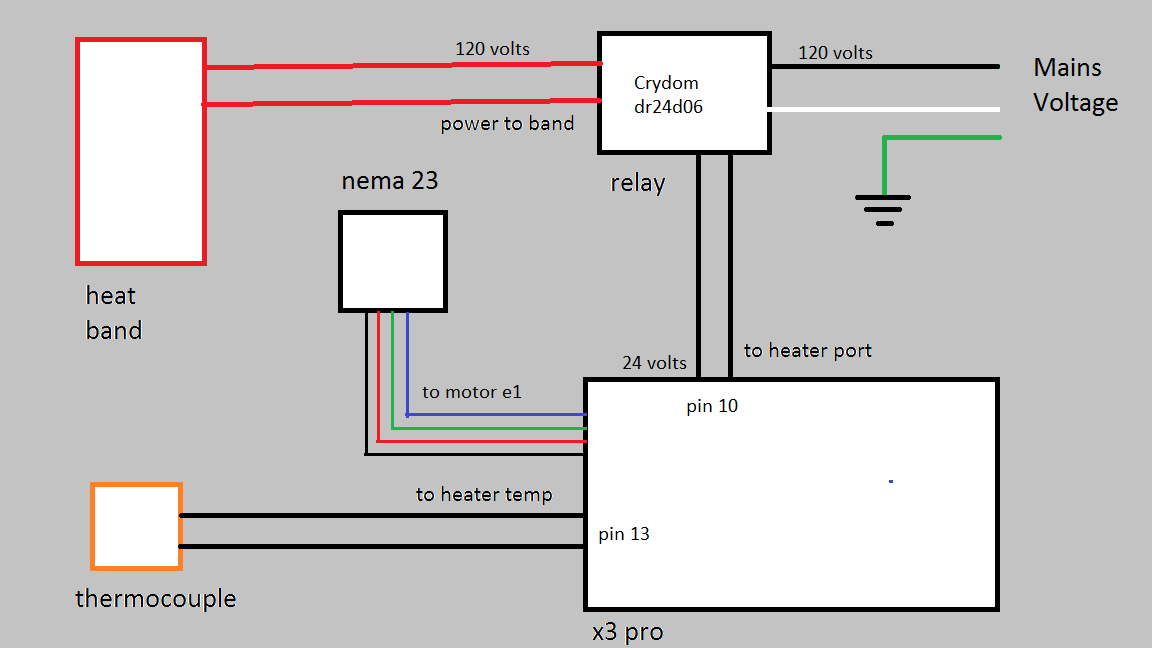 120 volts
120 volts
Mains
Voltage
Crydom
dr24d06
power to band
nema 23
relay
heat
band
24 volts
to heater port
to motor e1
pin 10
to heater temp
pin 13
thermocouple
x3 pro